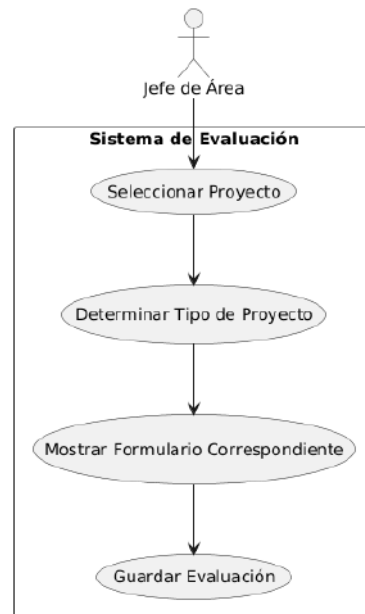 Jefe de Área
Sistema de Evaluación
Seleccionar Proyecto
Determinar Tipo de Proyecto
Mostrar Formulario Correspondiente
Guardar Evaluación